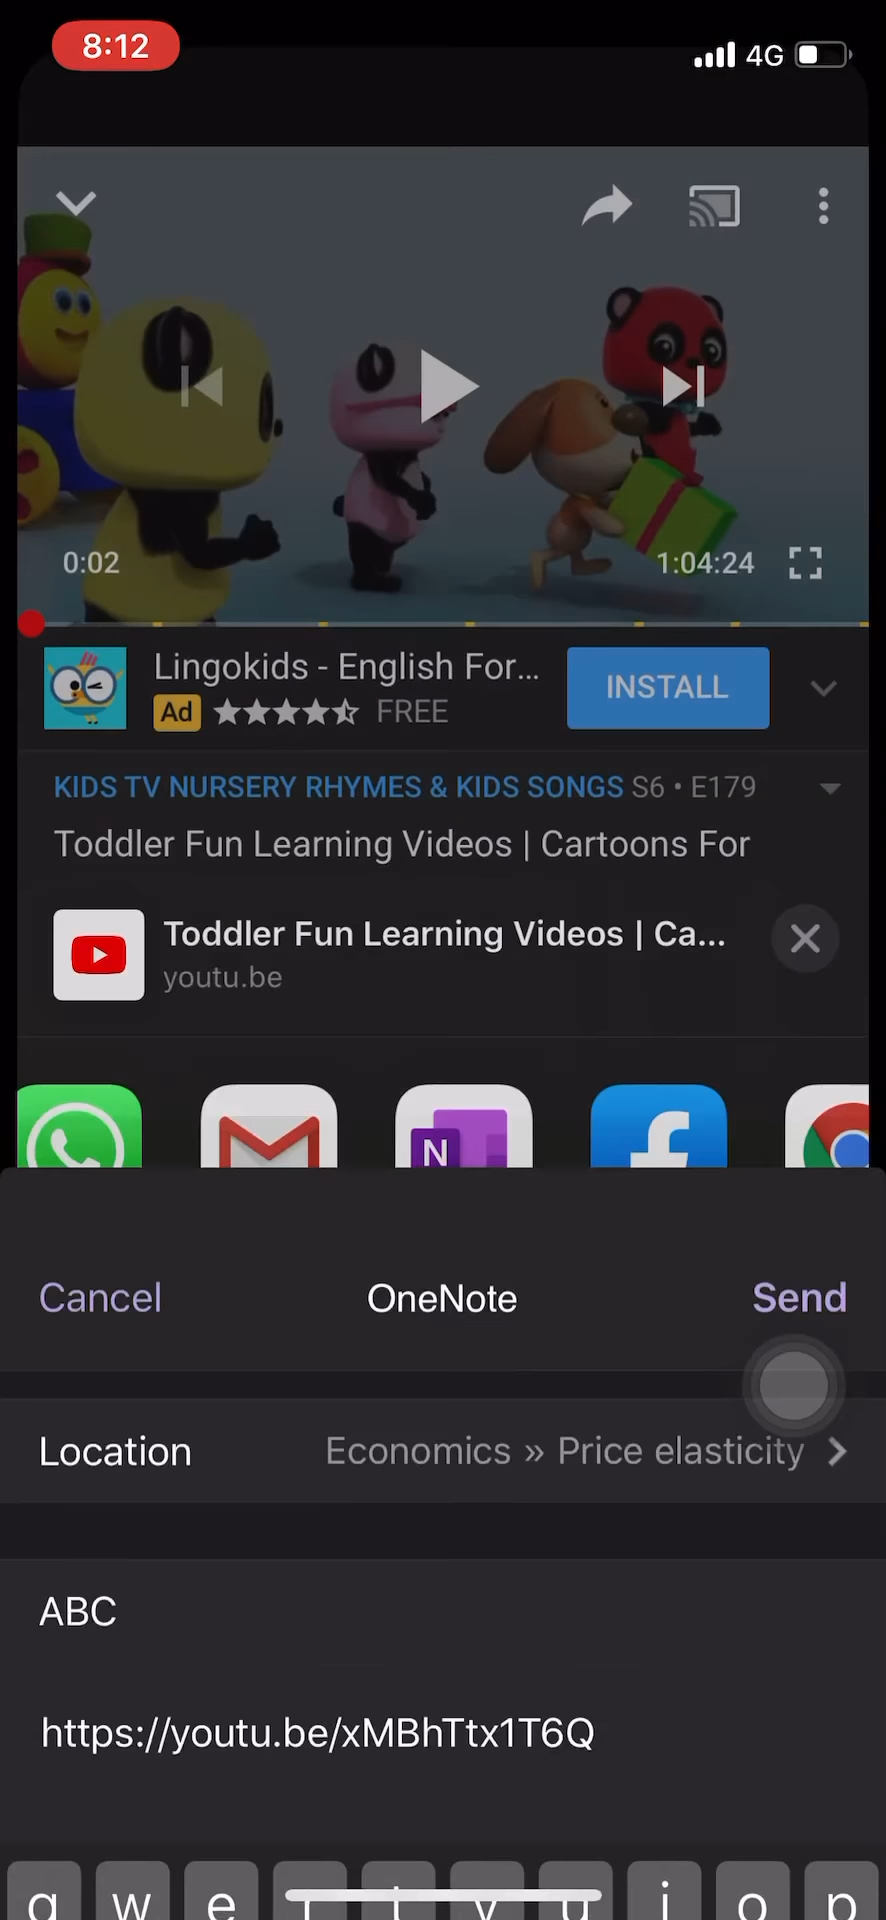 8:12
4G
0:02
1:04:24
Lingokids - English For...
INSTALL
Ad
FREE
KIDS TV NURSERY RHYMES & KIDS SONGS S6 • E179
Toddler Fun Learning Videos | Cartoons For
Toddler Fun Learning Videos | Ca...
youtu.be
N
f
Cancel
OneNote
Send
Location
Economics » Price elasticity
ABC
https://youtu.be/xMBhTtx1T6Q
q w e r t y u i o p